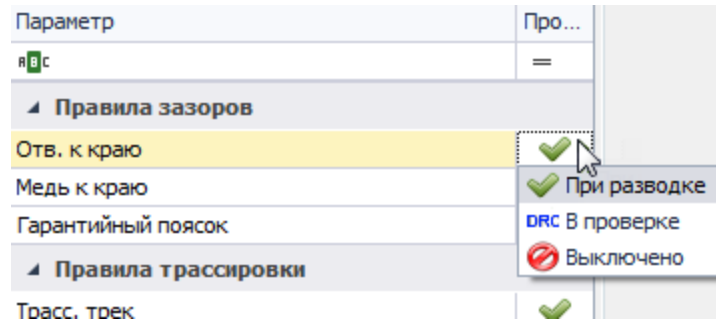 Параметр Про...
ABC =
Правила зазоров
Отв. к краю
Медь к краю
При разводке
Гарантийный поясок
DRC В проверке
Выключено
Правила трассировки
Трасс. трек